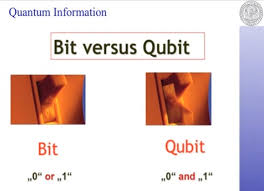 Quantum Information
Bit versus Qubit
Bit
Qubit
„0“ or „1“
„0“ and „1“